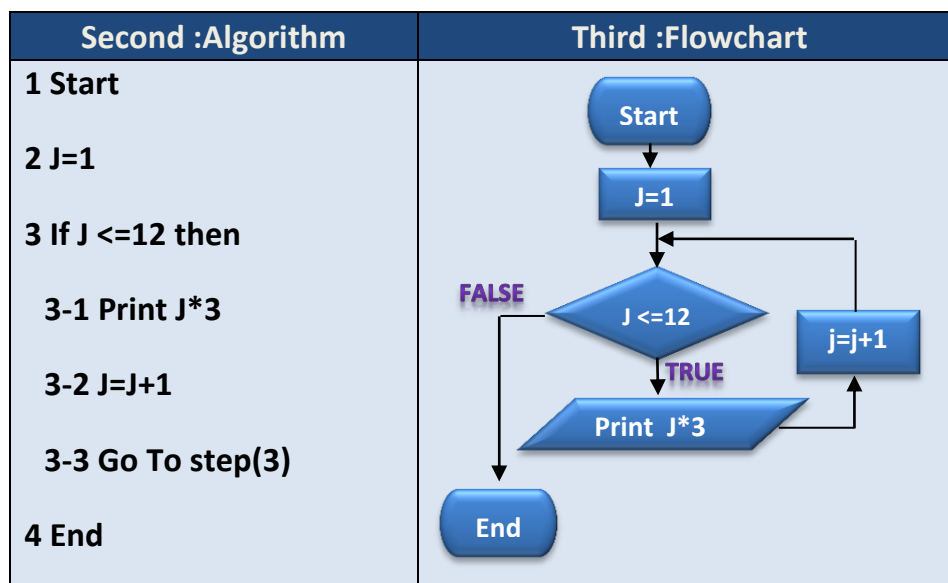 Second :Algorithm
1 Start
2 J=1
3 If J <=12 then
3-1 Print J*3
3-2 J=J+1
3-3 Go To step(3)
4 End
Third :Flowchart
Start
J=1
FALSE
J <=12
j=j+1
TRUE
Print J*3
End